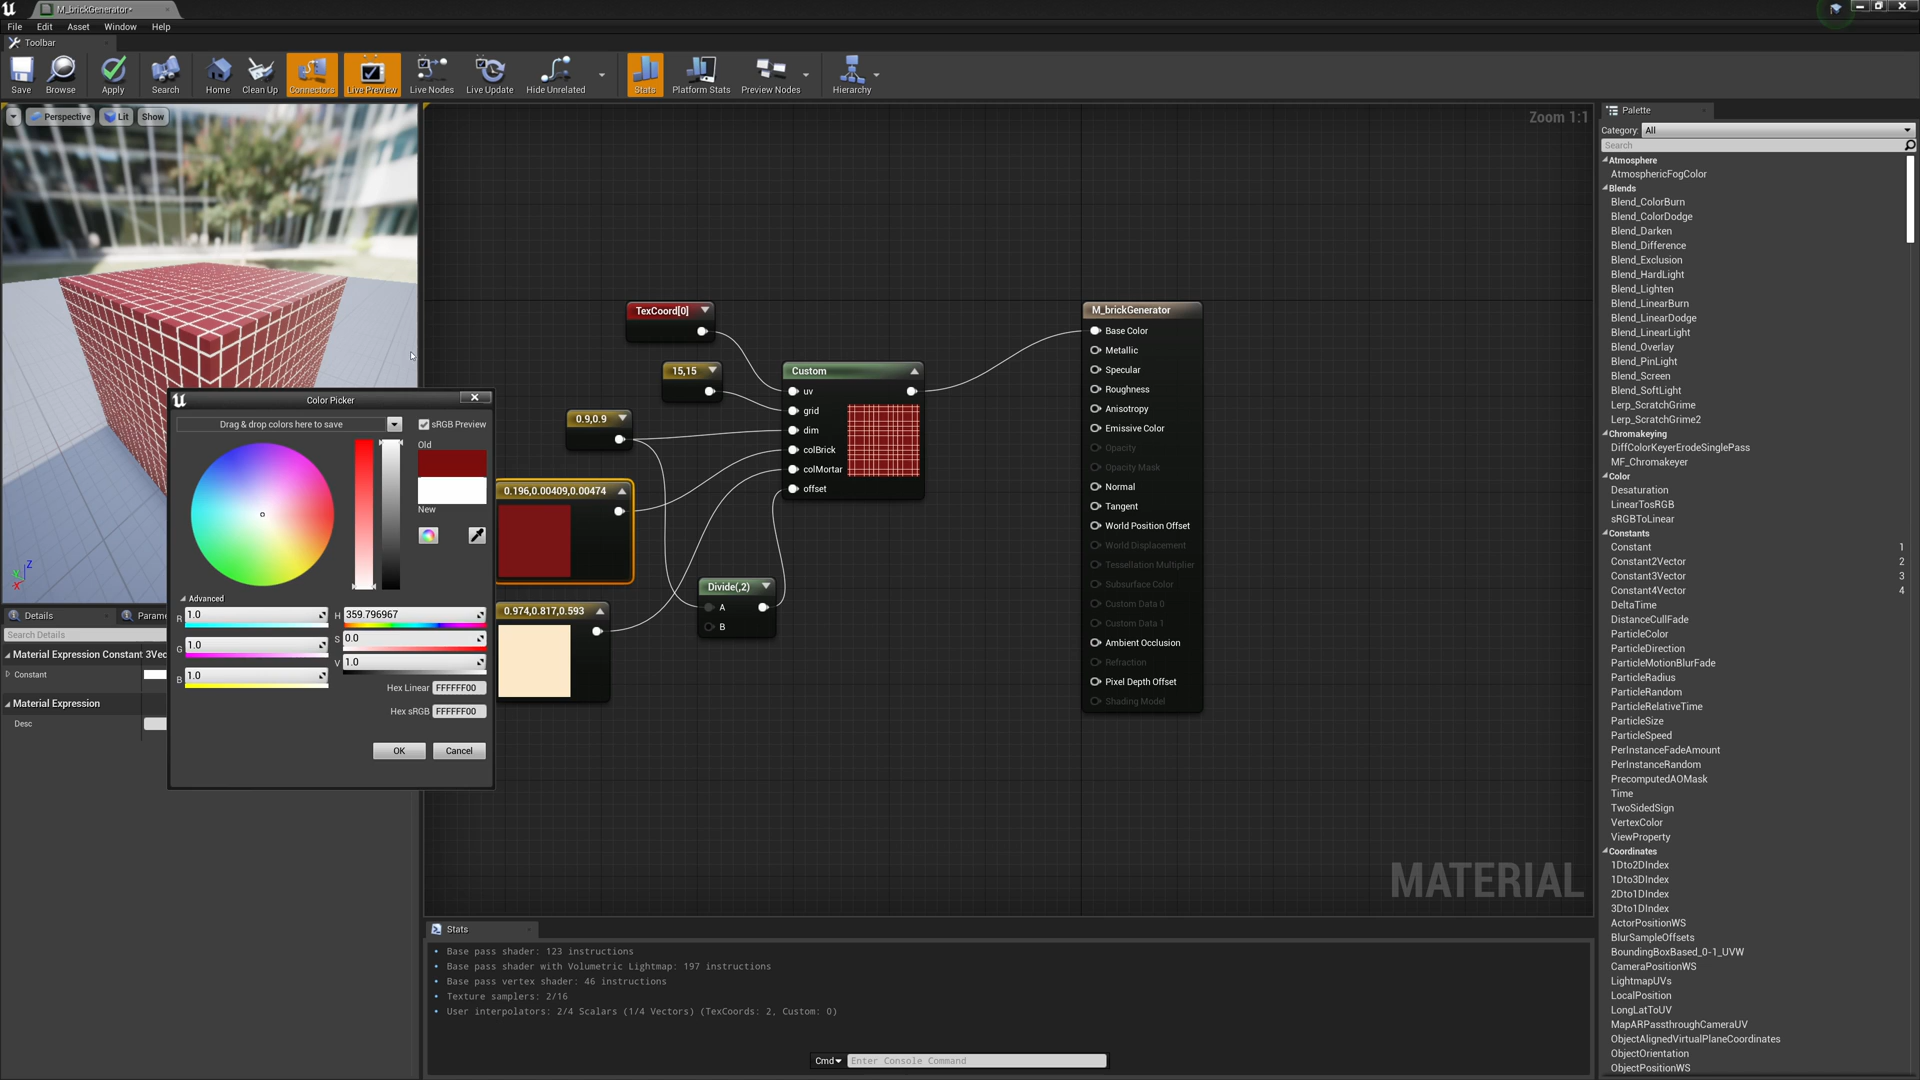 M_brickGenerator*
File Edit Asset Window Help
Toolbar
Save Browse Apply Search Home Clean Up Connectors Live Preview Live Nodes Live Update Hide Unrelated Stats Platform Stats Preview Nodes Hierarchy
Perspective Lit Show
Zoom 1:1
TexCoord[0]
15,15
0.9,0.9
0.196,0.00409,0.00474
0.974,0.817,0.593
Custom
uv
grid
dim
colBrick
colMortar
offset
Divide(,2)
A
B
M_brickGenerator
Base Color
Metallic
Specular
Roughness
Anisotropy
Emissive Color
Opacity
Opacity Mask
Normal
Tangent
World Position Offset
World Displacement
Tessellation Multiplier
Subsurface Color
Custom Data 0
Custom Data 1
Ambient Occlusion
Refraction
Pixel Depth Offset
Shading Model
MATERIAL
Z
Color Picker
Drag & drop colors here to save
sRGB Preview
Old
New
Advanced
R 1.0
G 1.0
B 1.0
H 359.796967
S 0.0
V 1.0
Hex Linear FFFFFF00
Hex sRGB FFFFFF00
OK Cancel
Details Parame
Search Details
Material Expression Constant 3Vec
Constant
Material Expression
Desc
Stats
• Base pass shader: 123 instructions
• Base pass shader with Volumetric Lightmap: 197 instructions
• Base pass vertex shader: 46 instructions
• Texture samplers: 2/16
• User interpolators: 2/4 Scalars (1/4 Vectors) (TexCoords: 2, Custom: 0)
Cmd Enter Console Command
Palette
Category: All
Search
Atmosphere
AtmosphericFogColor
Blends
Blend_ColorBurn
Blend_ColorDodge
Blend_Darken
Blend_Difference
Blend_Exclusion
Blend_HardLight
Blend_Lighten
Blend_LinearBurn
Blend_LinearDodge
Blend_LinearLight
Blend_Overlay
Blend_PinLight
Blend_Screen
Blend_SoftLight
Lerp_ScratchGrime
Lerp_ScratchGrime2
Chromakeying
DiffColorKeyerErodeSinglePass
MF_Chromakeyer
Color
Desaturation
LinearTosRGB
sRGBToLinear
Constants
Constant 1
Constant2Vector 2
Constant3Vector 3
Constant4Vector 4
DeltaTime
DistanceCullFade
ParticleColor
ParticleDirection
ParticleMotionBlurFade
ParticleRadius
ParticleRandom
ParticleRelativeTime
ParticleSize
ParticleSpeed
PerInstanceFadeAmount
PerInstanceRandom
PrecomputedAOMask
Time
TwoSidedSign
VertexColor
ViewProperty
Coordinates
1Dto2DIndex
1Dto3DIndex
2Dto1DIndex
3Dto1DIndex
ActorPositionWS
BlurSampleOffsets
BoundingBoxBased_0-1_UVW
CameraPositionWS
LightmapUVs
LocalPosition
LongLatToUV
MapARPassthroughCameraUV
ObjectAlignedVirtualPlaneCoordinates
ObjectOrientation
ObjectPositionWS